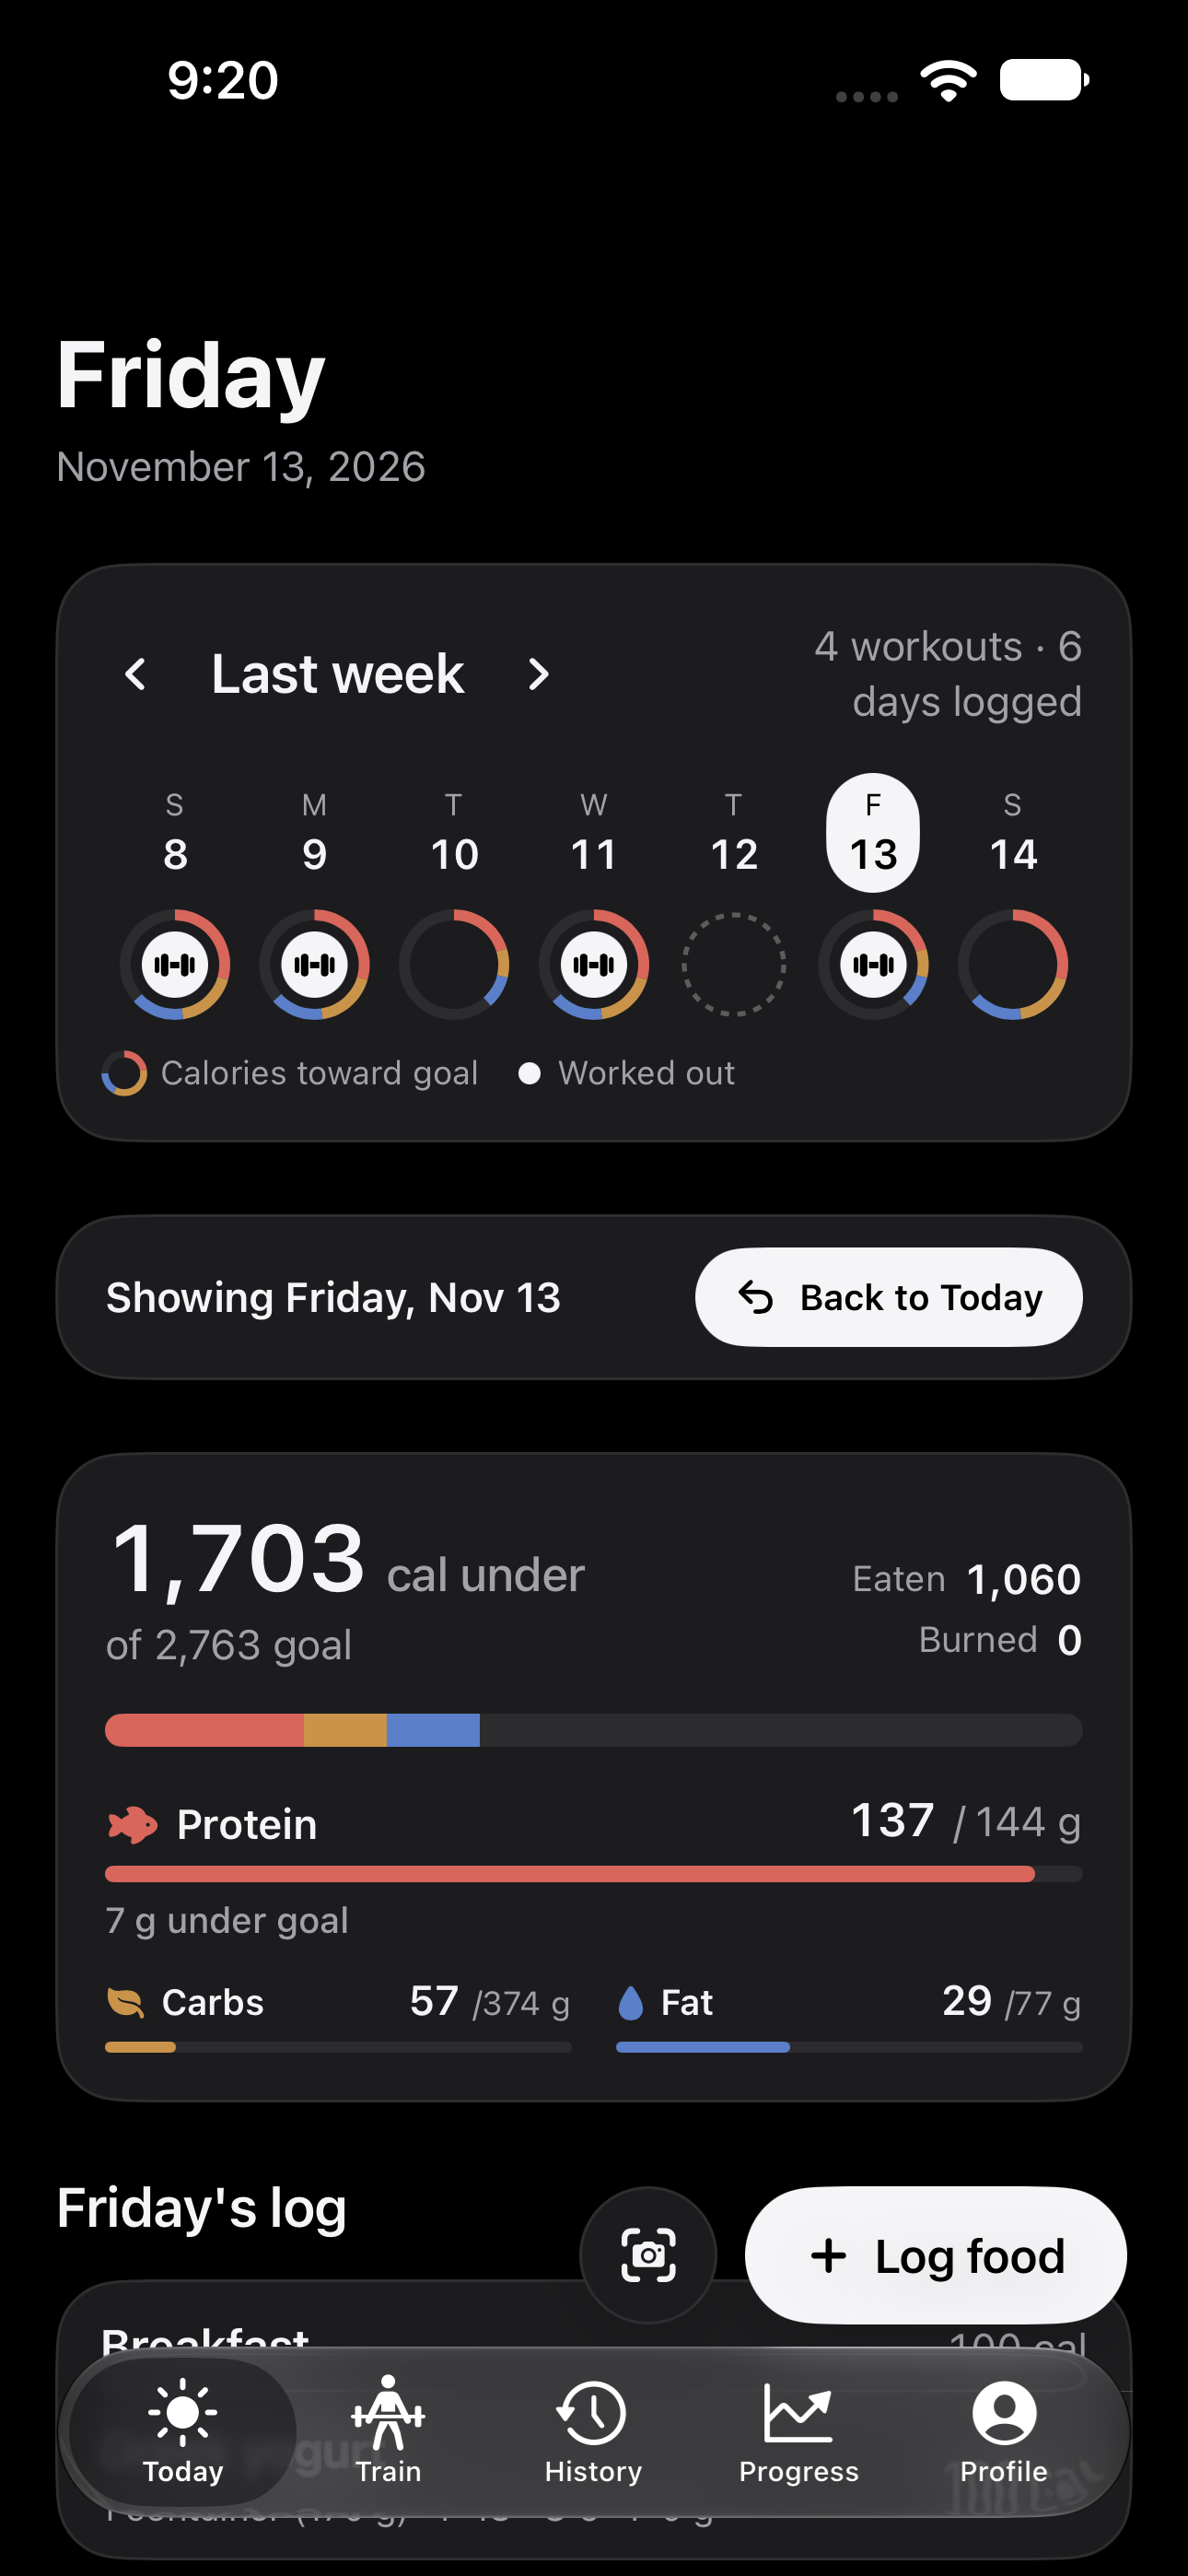 9:20
Friday
November 13, 2026
Last week
4 workouts · 6
days logged
S M T W T F S
8 9 10 11 12 13 14
Calories toward goal Worked out
Showing Friday, Nov 13 Back to Today
1,703 cal under
Eaten 1,060
of 2,763 goal
Burned 0
Protein 137 / 144 g
7 g under goal
Carbs 57 /374 g Fat 29 /77 g
Friday's log
Log food
Breakfast 100 cal
Today Train History Progress Profile